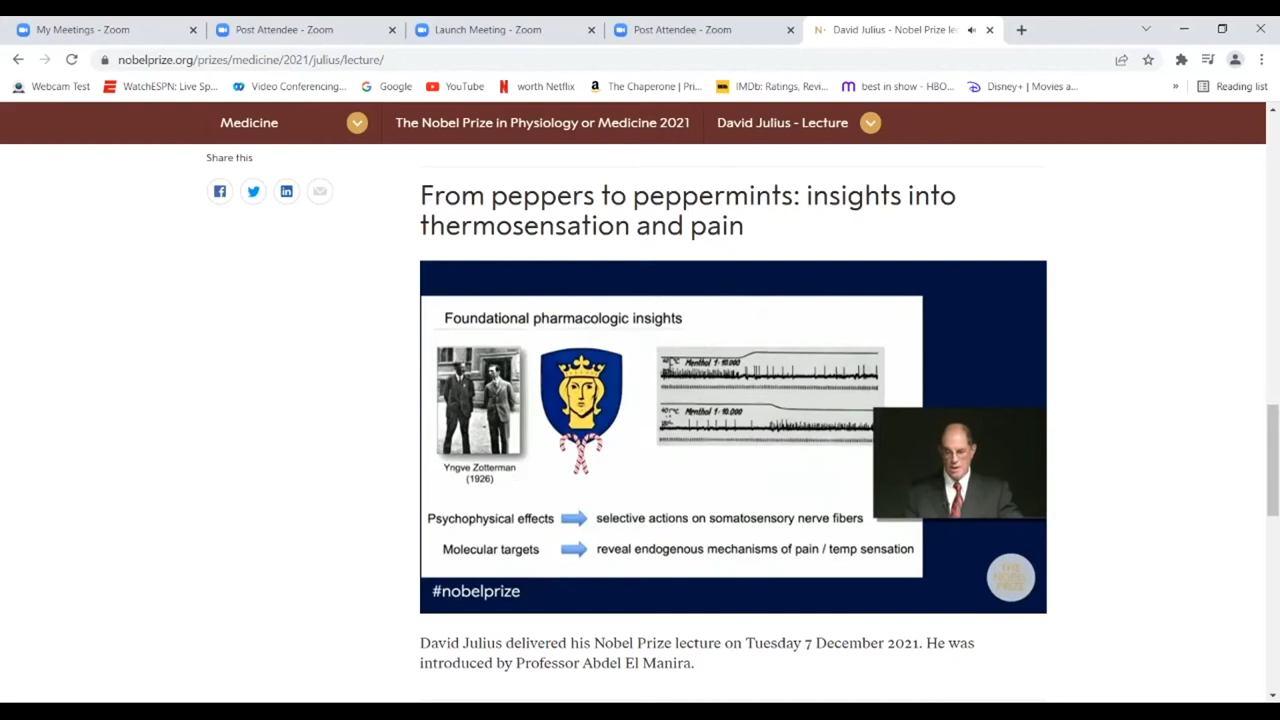 My Meetings - Zoom
Post Attendee - Zoom
Launch Meeting - Zoom
Post Attendee - Zoom
David Julius - Nobel Prize le
nobelprize.org/prizes/medicine/2021/julius/lecture/
Webcam Test
WatchESPN: Live Sp...
Video Conferencing...
Google
YouTube
worth Netflix
The Chaperone | Pri...
IMDb: Ratings, Revi...
best in show - HBO...
Disney+ | Movies a...
»
Reading list
Medicine
The Nobel Prize in Physiology or Medicine 2021
David Julius - Lecture
Share this
From peppers to peppermints: insights into
thermosensation and pain
Foundational pharmacologic insights
Menthol 1:10.000
Menthol 1:10.000
Yngve Zotterman
(1926)
Psychophysical effects
selective actions on somatosensory nerve fibers
Molecular targets
reveal endogenous mechanisms of pain / temp sensation
#nobelprize
THE
NOBEL
PRIZE
David Julius delivered his Nobel Prize lecture on Tuesday 7 December 2021. He was
introduced by Professor Abdel El Manira.